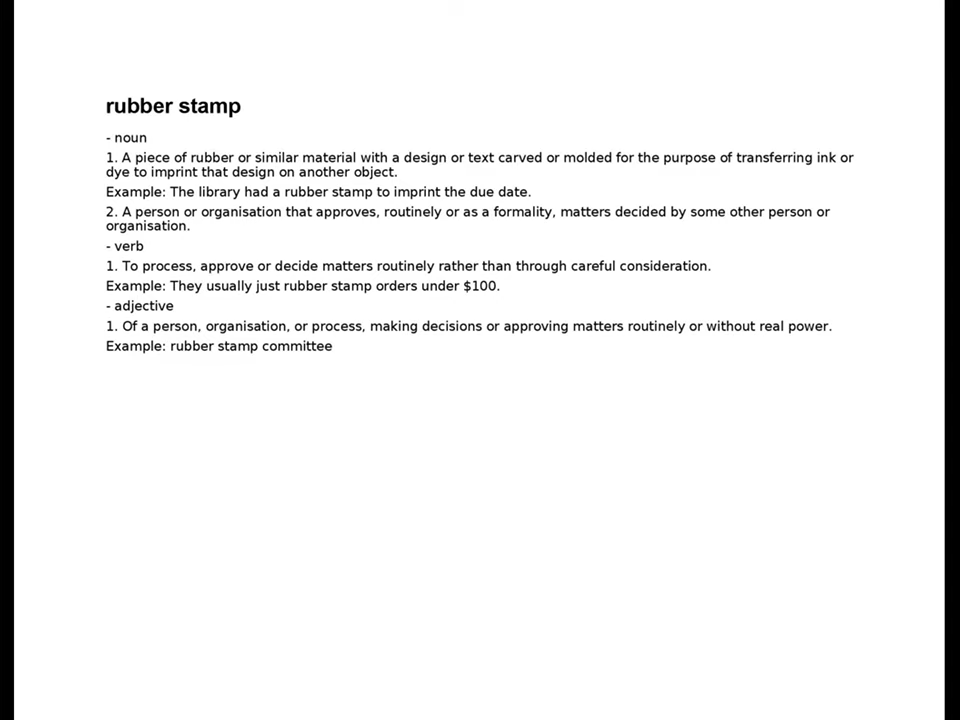 rubber stamp
- noun
1. A piece of rubber or similar material with a design or text carved or molded for the purpose of transferring ink or
dye to imprint that design on another object.
Example: The library had a rubber stamp to imprint the due date.
2. A person or organisation that approves, routinely or as a formality, matters decided by some other person or
organisation.
- verb
1. To process, approve or decide matters routinely rather than through careful consideration.
Example: They usually just rubber stamp orders under $100.
- adjective
1. Of a person, organisation, or process, making decisions or approving matters routinely or without real power.
Example: rubber stamp committee